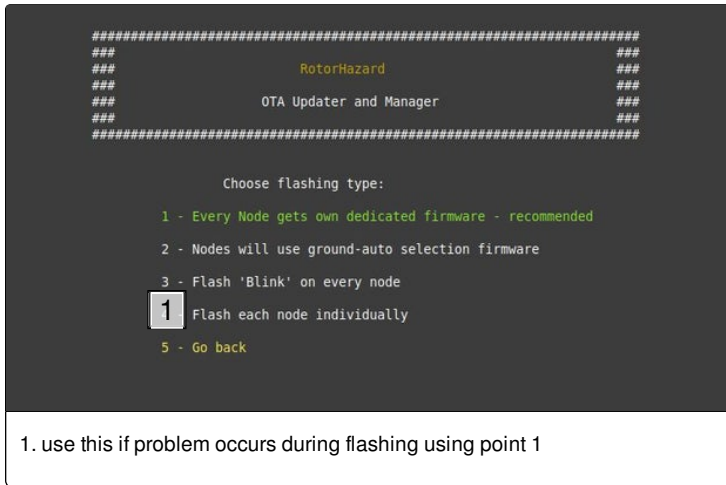 #######################################################################
### ###
### RotorHazard ###
### ###
### OTA Updater and Manager ###
### ###
#######################################################################
Choose flashing type:
1 - Every Node gets own dedicated firmware - recommended
2 - Nodes will use ground-auto selection firmware
3 - Flash 'Blink' on every node
1 - Flash each node individually
5 - Go back
1. use this if problem occurs during flashing using point 1